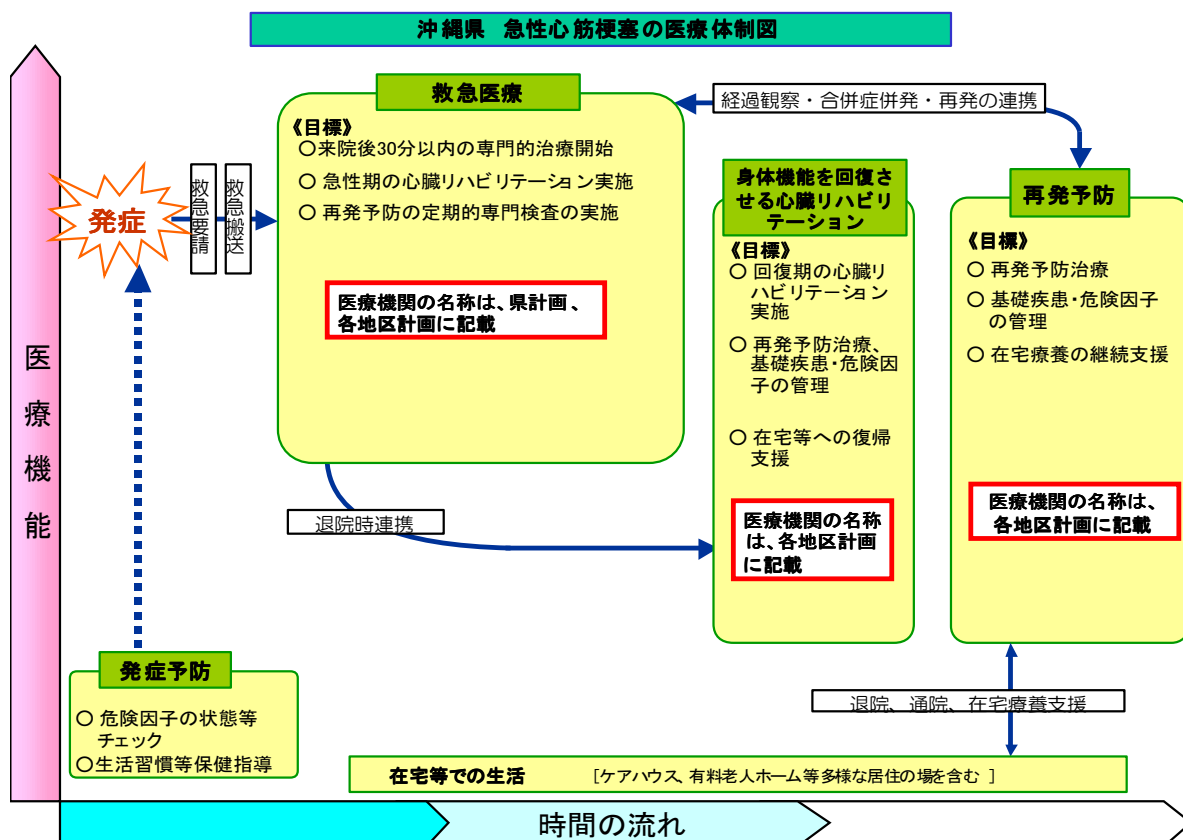 沖縄県 急性心筋梗塞の医療体制図
救急医療
《目標》
○来院後30分以内の専門的治療開始
○ 急性期の心臓リハビリテーション実施
○ 再発予防の定期的専門検査の実施
医療機関の名称は、県計画、
各地区計画に記載
経過観察・合併症併発・再発の連携
発症
救急要請
救急搬送
身体機能を回復さ
せる心臓リハビリ
テーション
《目標》
○ 回復期の心臓リ
ハビリテーション
実施
○ 再発予防治療、
基礎疾患・危険因
子の管理
○ 在宅等への復帰
支援
医療機関の名称
は、各地区計画
に記載
再発予防
《目標》
○ 再発予防治療
○ 基礎疾患・危険因子
の管理
○ 在宅療養の継続支援
医療機関の名称は、
各地区計画に記載
医療機能
退院時連携
発症予防
○ 危険因子の状態等
チェック
○生活習慣等保健指導
退院、通院、在宅療養支援
在宅等での生活 [ケアハウス、有料老人ホーム等多様な居住の場を含む ]
時間の流れ